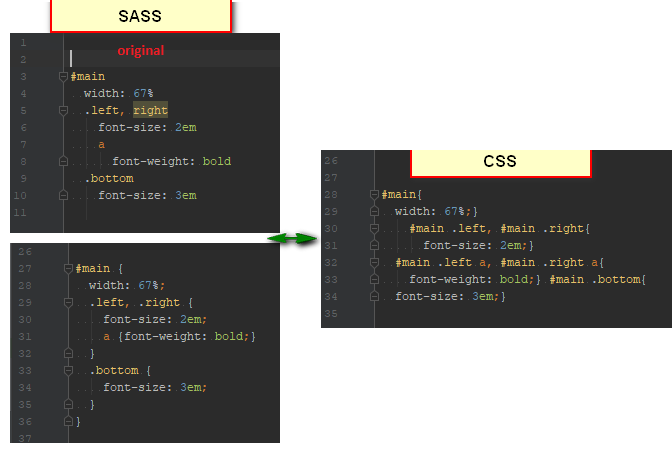 SASS
original
1
2
3 #main
4 width: 67%
5 .left, right
6 font-size: 2em
7 a
8 font-weight: bold
9 .bottom
10 font-size: 3em
11
26
27 #main {
28 width: 67%;
29 .left, .right {
30 font-size: 2em;
31 a {font-weight: bold;}
32 }
33 .bottom {
34 font-size: 3em;
35 }
36 }
37
CSS
26
27
28 #main{
29 width: 67%;}
30 #main .left, #main .right{
31 font-size: 2em;}
32 #main .left a, #main .right a{
33 font-weight: bold;} #main .bottom{
34 font-size: 3em;}
35